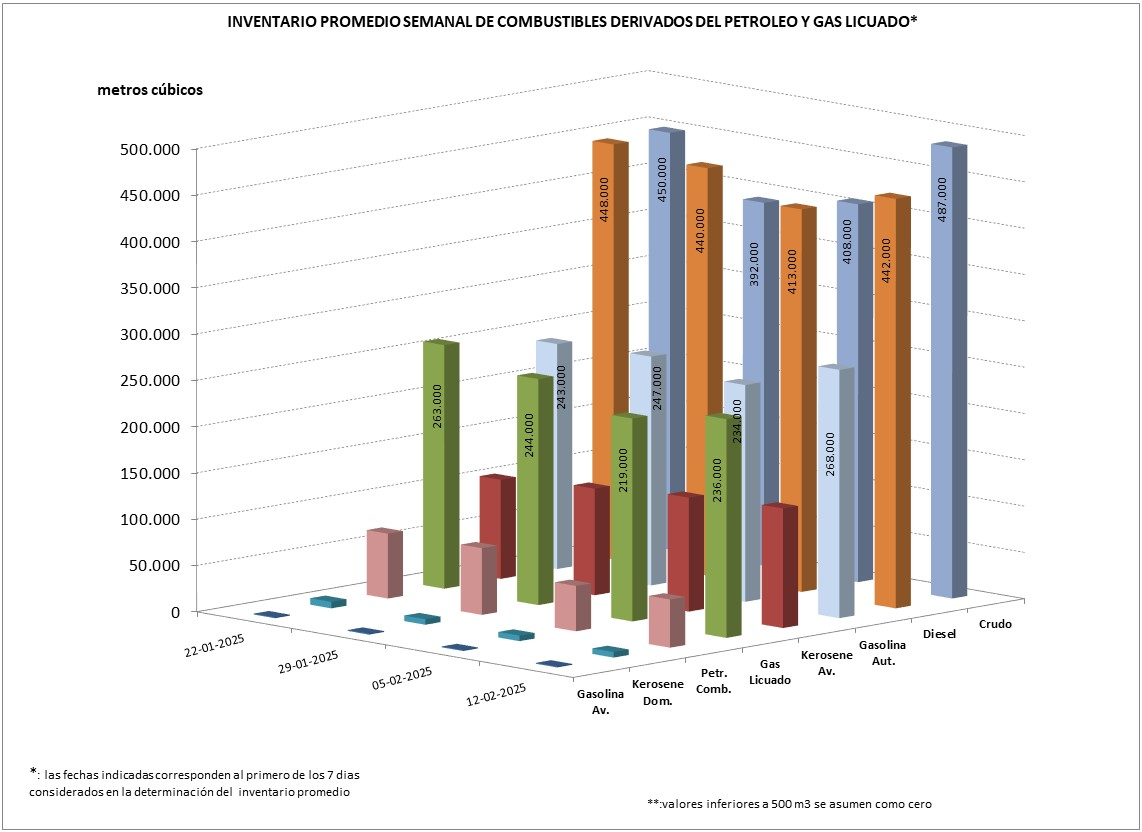 INVENTARIO PROMEDIO SEMANAL DE COMBUSTIBLES DERIVADOS DEL PETROLEO Y GAS LICUADO*
metros cúbicos
500.000
450.000
400.000
350.000
300.000
250.000
200.000
150.000
100.000
50.000
0
448.000
450.000
440.000
392.000
413.000
408.000
442.000
487.000
263.000
243.000
244.000
247.000
219.000
234.000
236.000
268.000
22-01-2025
29-01-2025
05-02-2025
12-02-2025
Gasolina
Av.
Kerosene
Dom.
Petr.
Comb.
Gas
Licuado
Kerosene
Av.
Gasolina
Aut.
Diesel
Crudo
*: las fechas indicadas corresponden al primero de los 7 dias
considerados en la determinación del inventario promedio
**:valores inferiores a 500 m3 se asumen como cero